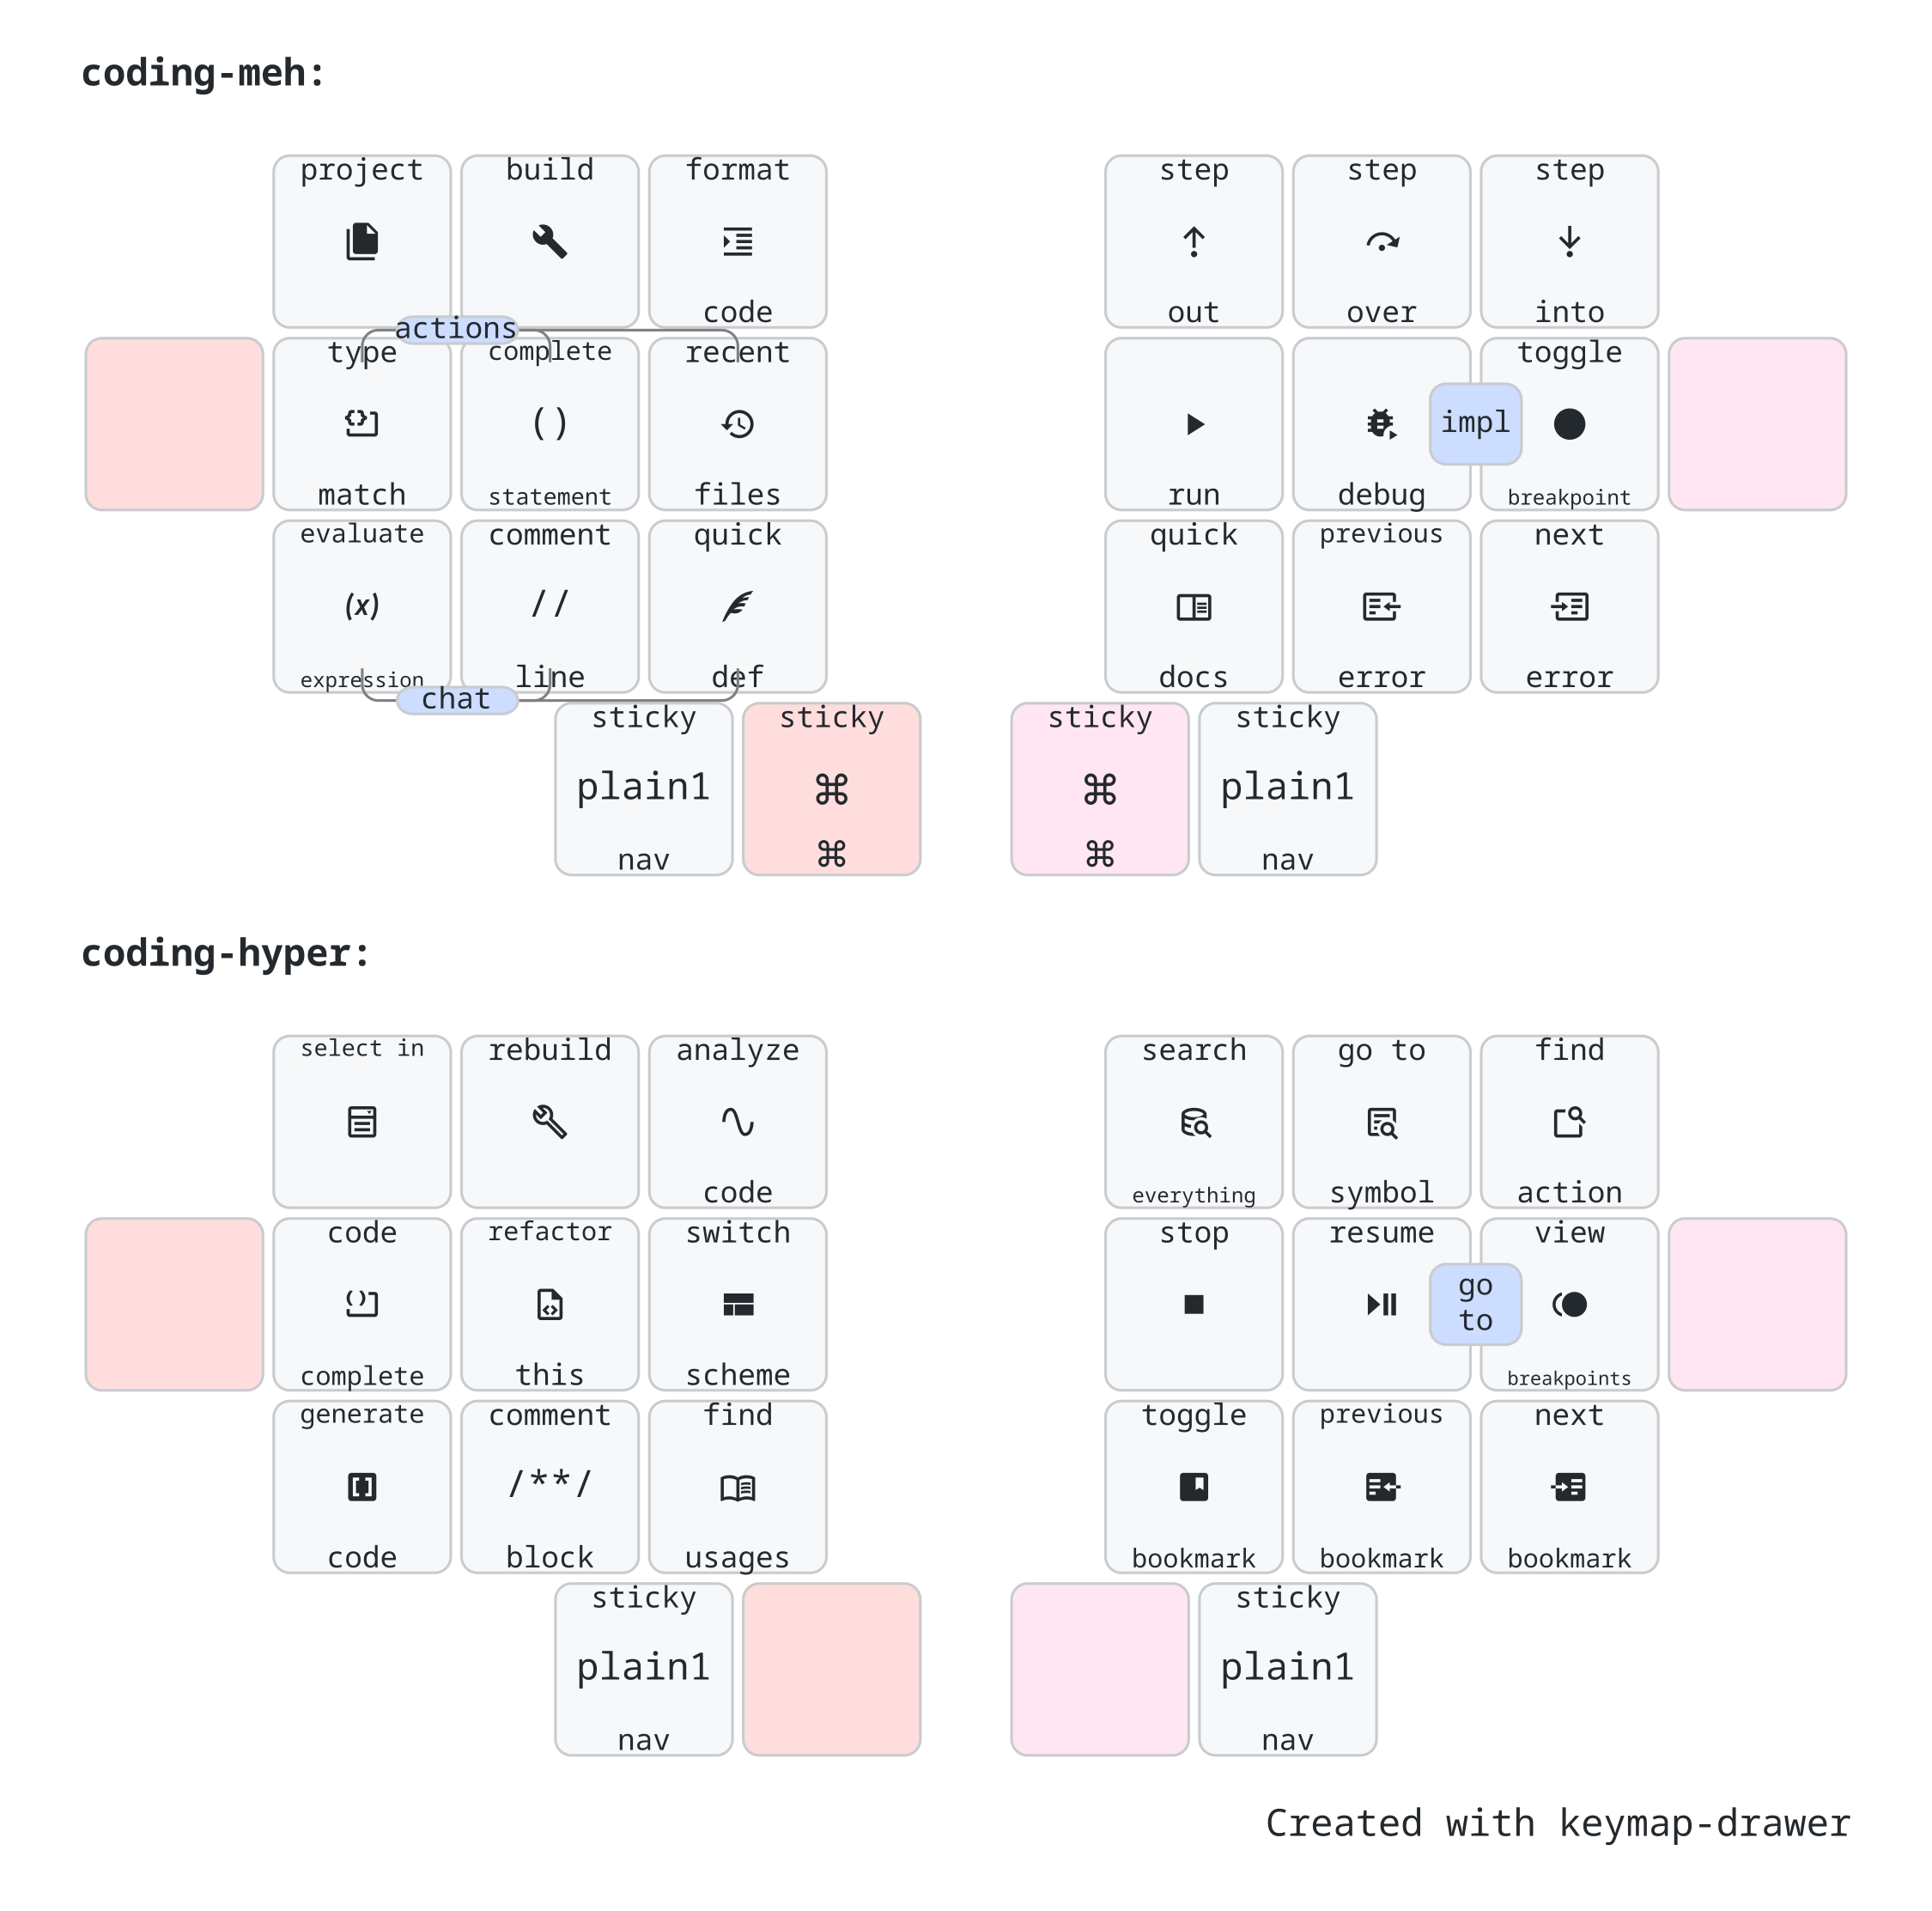 coding-meh:
project
build
format
code
step
out
step
over
step
into
actions
type
match
complete
()
statement
recent
files
run
debug
impl
toggle
breakpoint
evaluate
(x)
expression
comment
//
line
quick
def
quick
docs
previous
error
next
error
chat
sticky
plain1
nav
sticky
⌘
⌘
sticky
⌘
⌘
sticky
plain1
nav
coding-hyper:
select in
rebuild
analyze
code
search
everything
go to
symbol
find
action
code
complete
refactor
this
switch
scheme
stop
resume
go
to
view
breakpoints
generate
code
comment
/**/
block
find
usages
toggle
bookmark
previous
bookmark
next
bookmark
sticky
plain1
nav
sticky
plain1
nav
Created with keymap-drawer